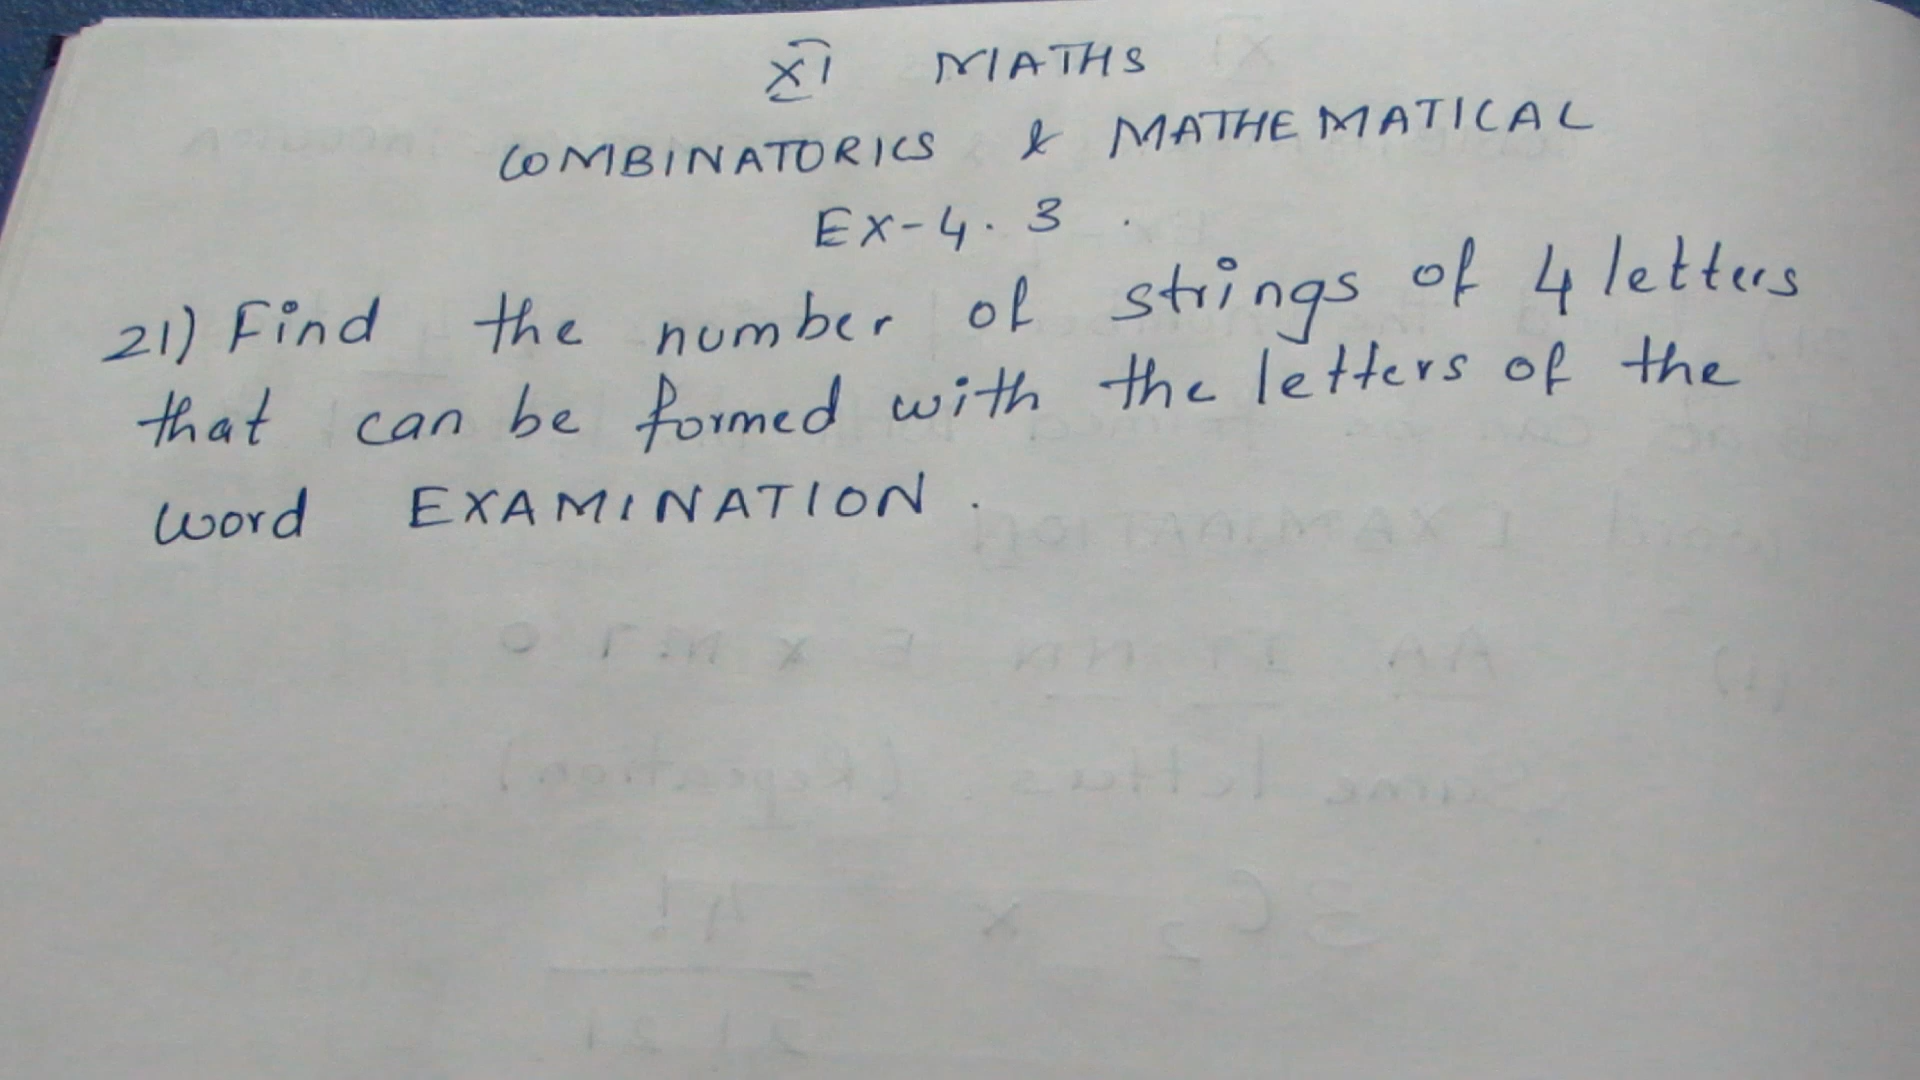 XI MATHS
COMBINATORICS & MATHEMATICAL
EX-4.3.
21) Find the number of strings of 4 letters
that can be formed with the letters of the
word EXAMINATION.